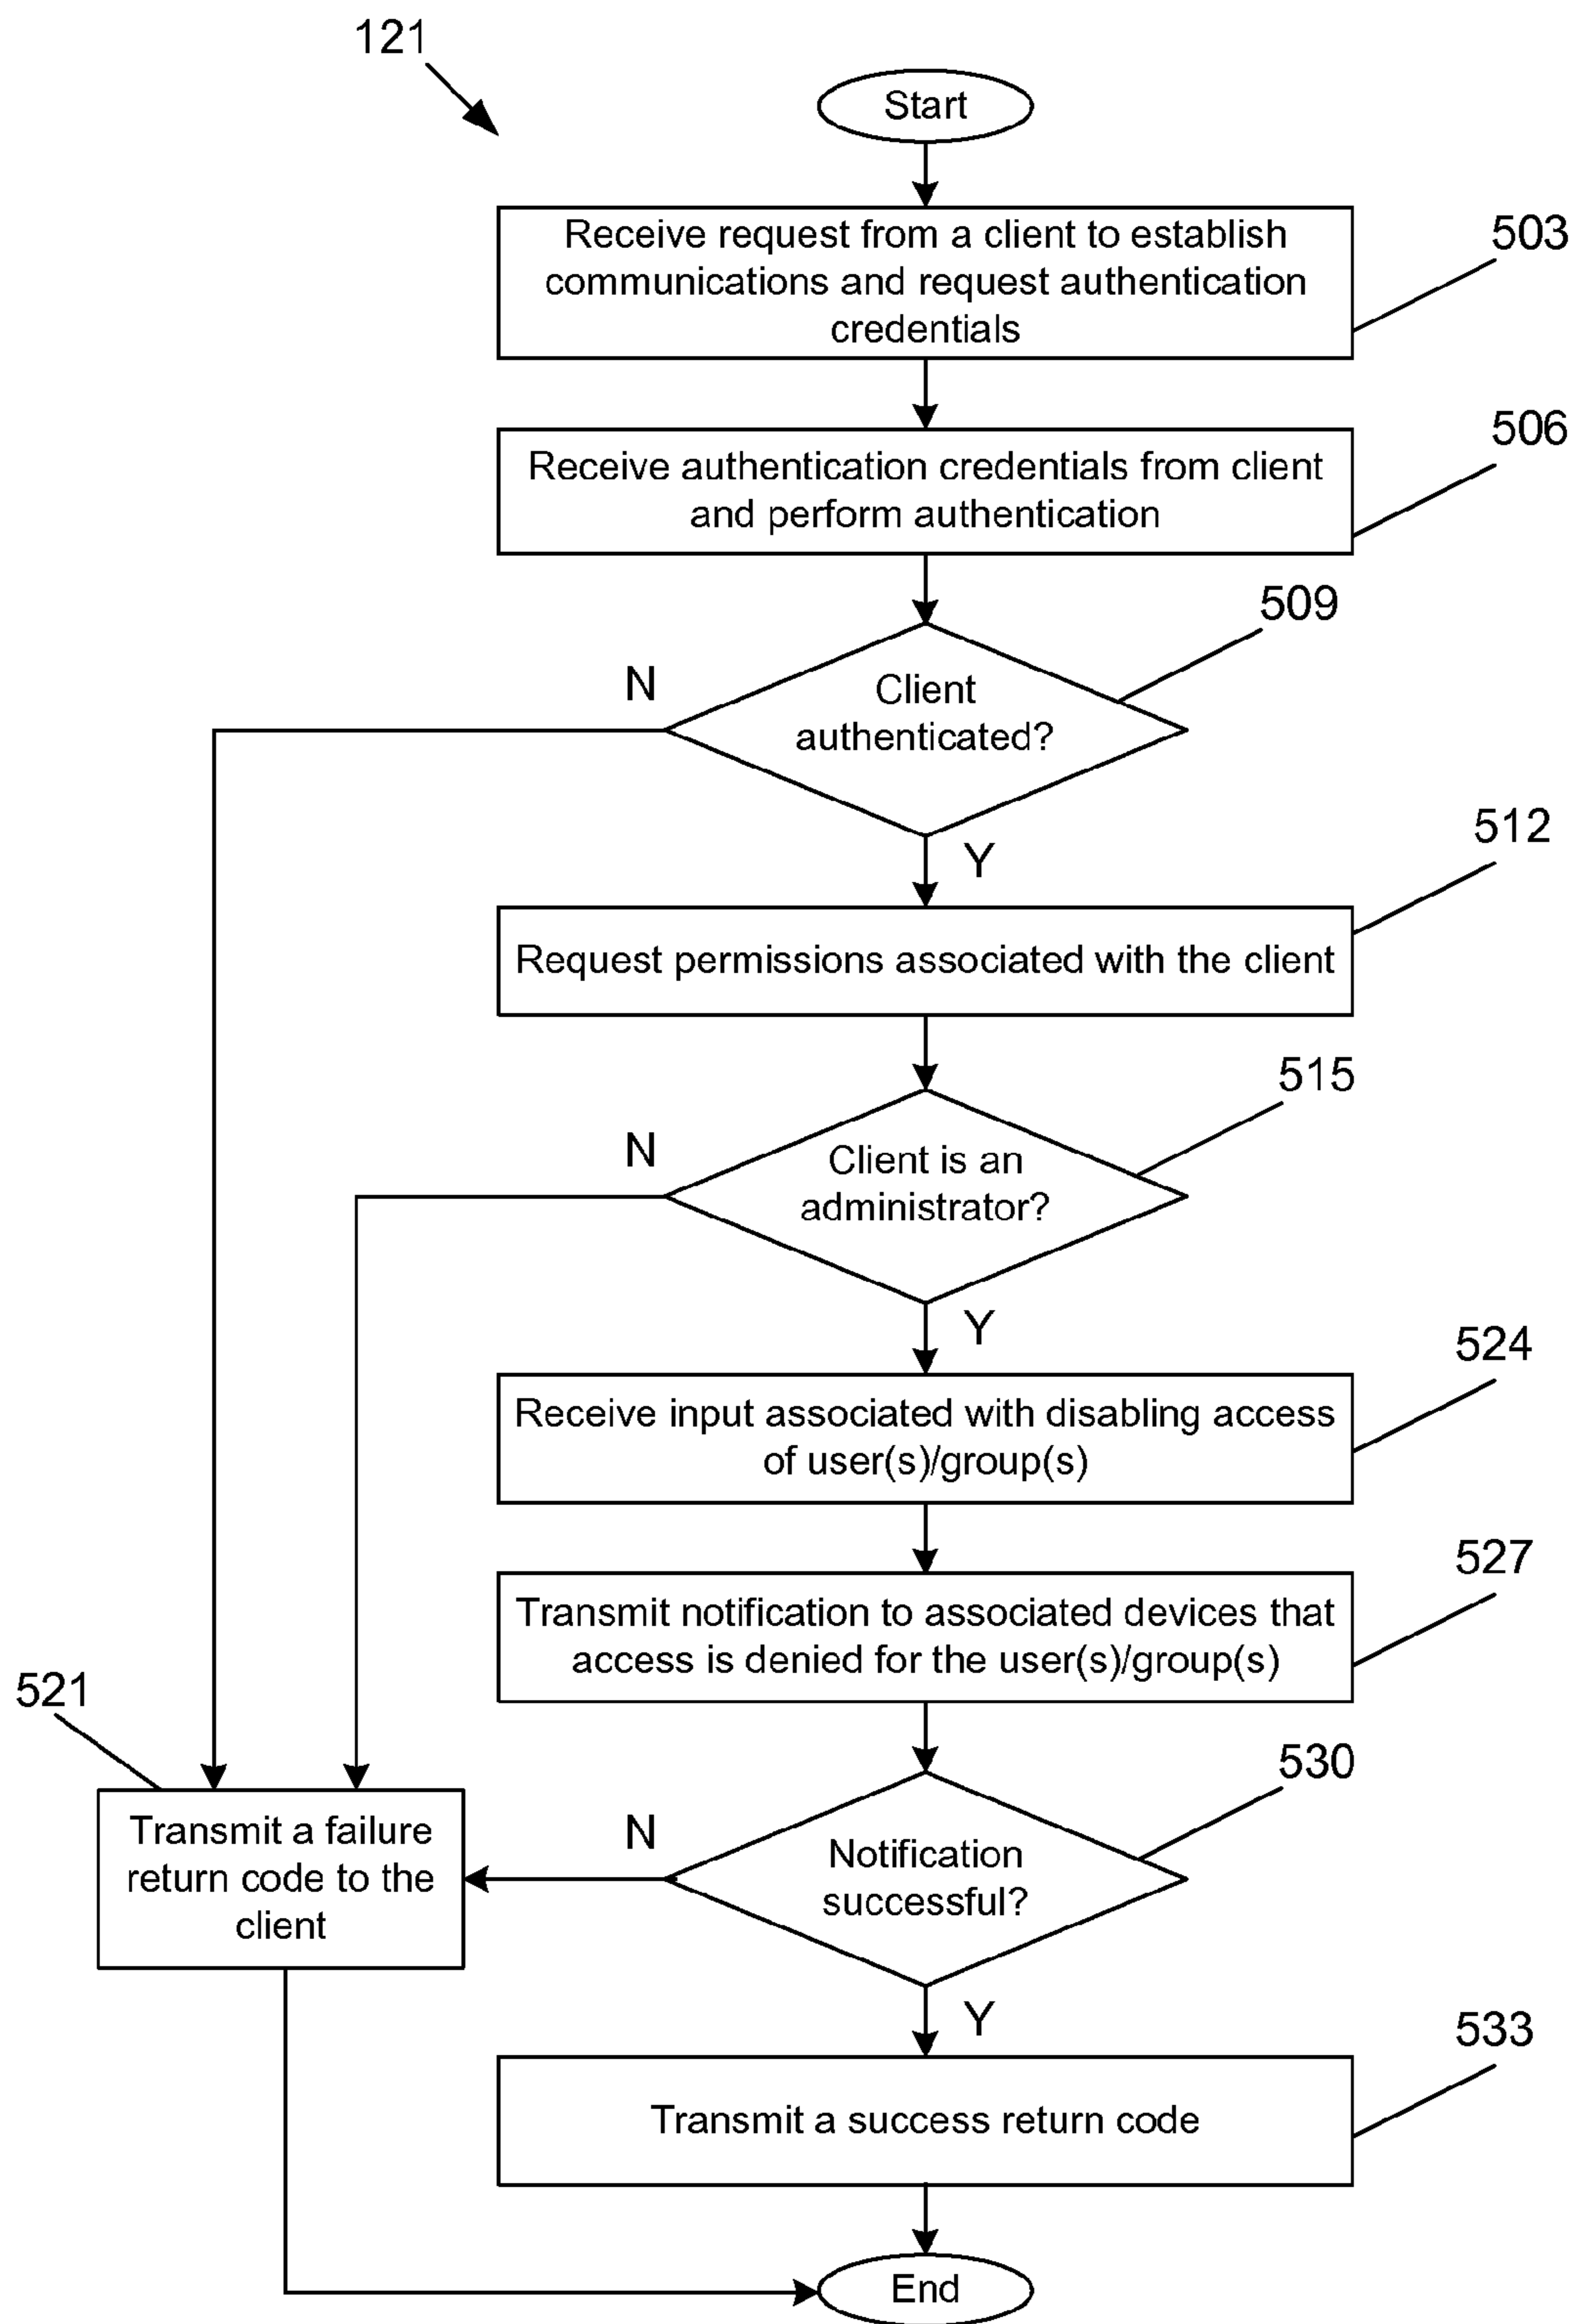 121
Start
Receive request from a client to establish
communications and request authentication
credentials
503
Receive authentication credentials from client
and perform authentication
506
509
N
Client
authenticated?
Y
512
Request permissions associated with the client
515
N
Client is an
administrator?
Y
524
Receive input associated with disabling access
of user(s)/group(s)
527
Transmit notification to associated devices that
access is denied for the user(s)/group(s)
521
530
Transmit a failure
return code to the
client
N
Notification
successful?
Y
533
Transmit a success return code
End